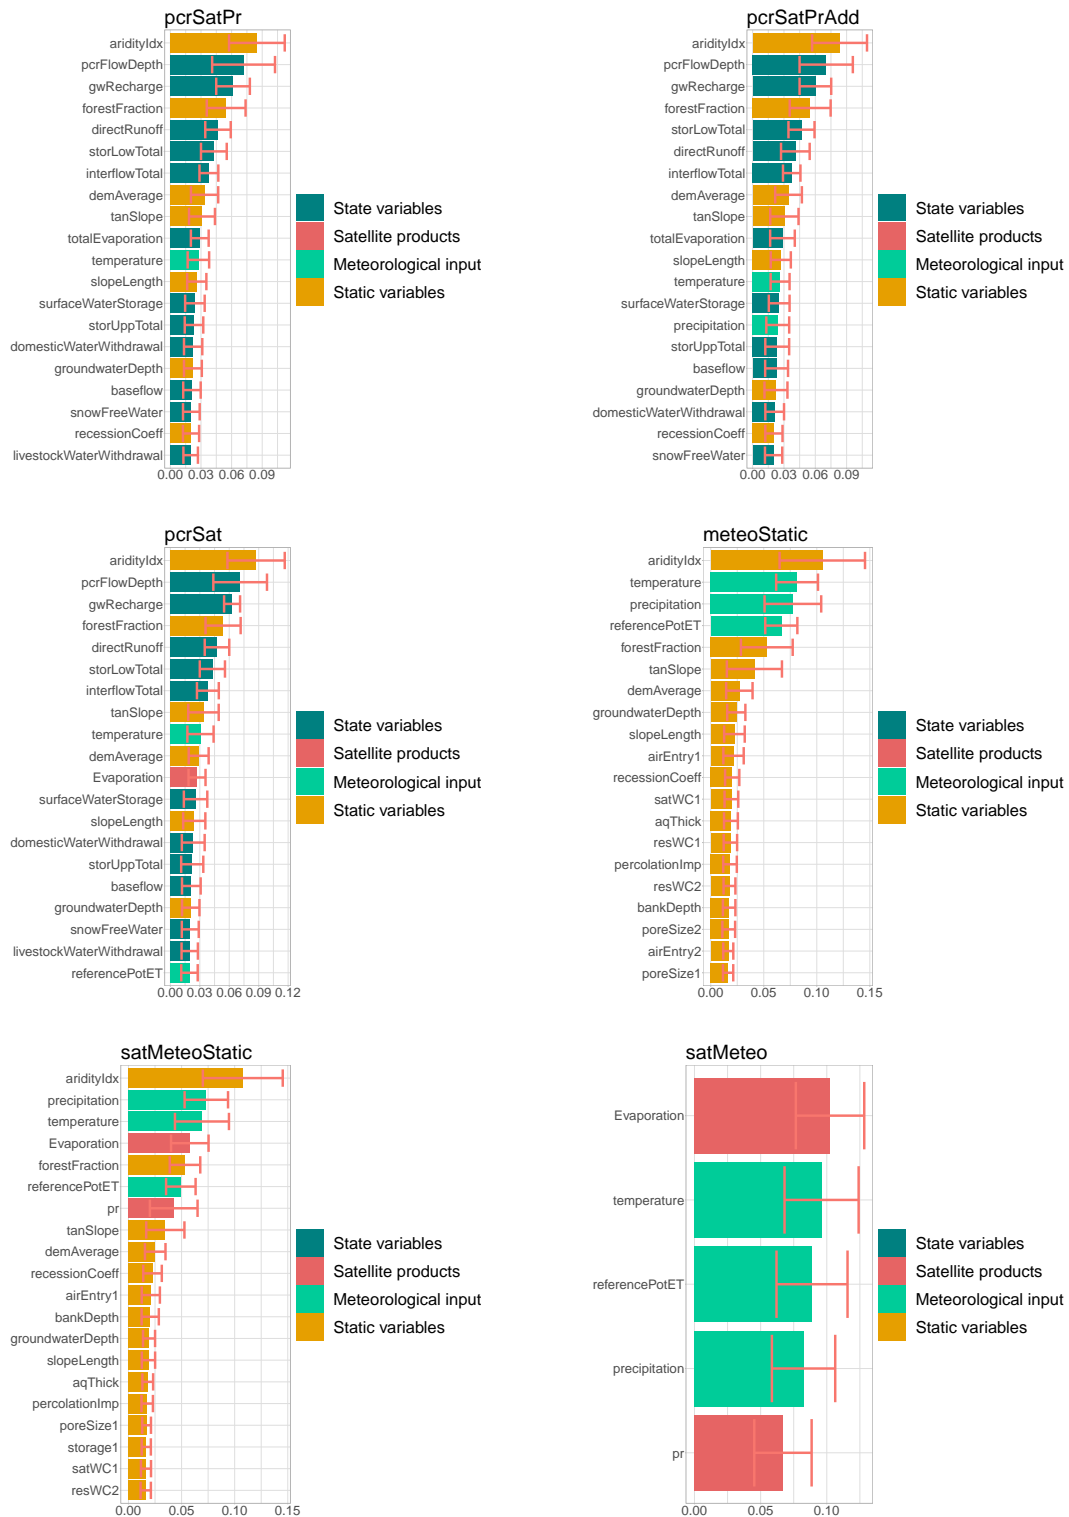 pcrSatPr
aridityIdx
pcrFlowDepth
gwRecharge
forestFraction
directRunoff
storLowTotal
interflowTotal
demAverage
tanSlope
totalEvaporation
temperature
slopeLength
surfaceWaterStorage
storUppTotal
domesticWaterWithdrawal
groundwaterDepth
baseflow
snowFreeWater
recessionCoeff
livestockWaterWithdrawal
0.00 0.03 0.06 0.09
State variables
Satellite products
Meteorological input
Static variables
pcrSatPrAdd
aridityIdx
pcrFlowDepth
gwRecharge
forestFraction
storLowTotal
directRunoff
interflowTotal
demAverage
tanSlope
totalEvaporation
slopeLength
temperature
surfaceWaterStorage
precipitation
storUppTotal
baseflow
groundwaterDepth
domesticWaterWithdrawal
recessionCoeff
snowFreeWater
0.00 0.03 0.06 0.09
State variables
Satellite products
Meteorological input
Static variables
pcrSat
aridityIdx
pcrFlowDepth
gwRecharge
forestFraction
directRunoff
storLowTotal
interflowTotal
tanSlope
temperature
demAverage
Evaporation
surfaceWaterStorage
slopeLength
domesticWaterWithdrawal
storUppTotal
baseflow
groundwaterDepth
snowFreeWater
livestockWaterWithdrawal
referencePotET
0.00 0.03 0.06 0.09 0.12
State variables
Satellite products
Meteorological input
Static variables
meteoStatic
aridityIdx
temperature
precipitation
referencePotET
forestFraction
tanSlope
demAverage
groundwaterDepth
slopeLength
airEntry1
recessionCoeff
satWC1
aqThick
resWC1
percolationImp
resWC2
bankDepth
poreSize2
airEntry2
poreSize1
0.00 0.05 0.10 0.15
State variables
Satellite products
Meteorological input
Static variables
satMeteoStatic
aridityIdx
precipitation
temperature
Evaporation
forestFraction
referencePotET
pr
tanSlope
demAverage
recessionCoeff
airEntry1
bankDepth
groundwaterDepth
slopeLength
aqThick
percolationImp
poreSize1
storage1
satWC1
resWC2
0.00 0.05 0.10 0.15
State variables
Satellite products
Meteorological input
Static variables
satMeteo
Evaporation
temperature
referencePotET
precipitation
pr
0.00 0.05 0.10
State variables
Satellite products
Meteorological input
Static variables